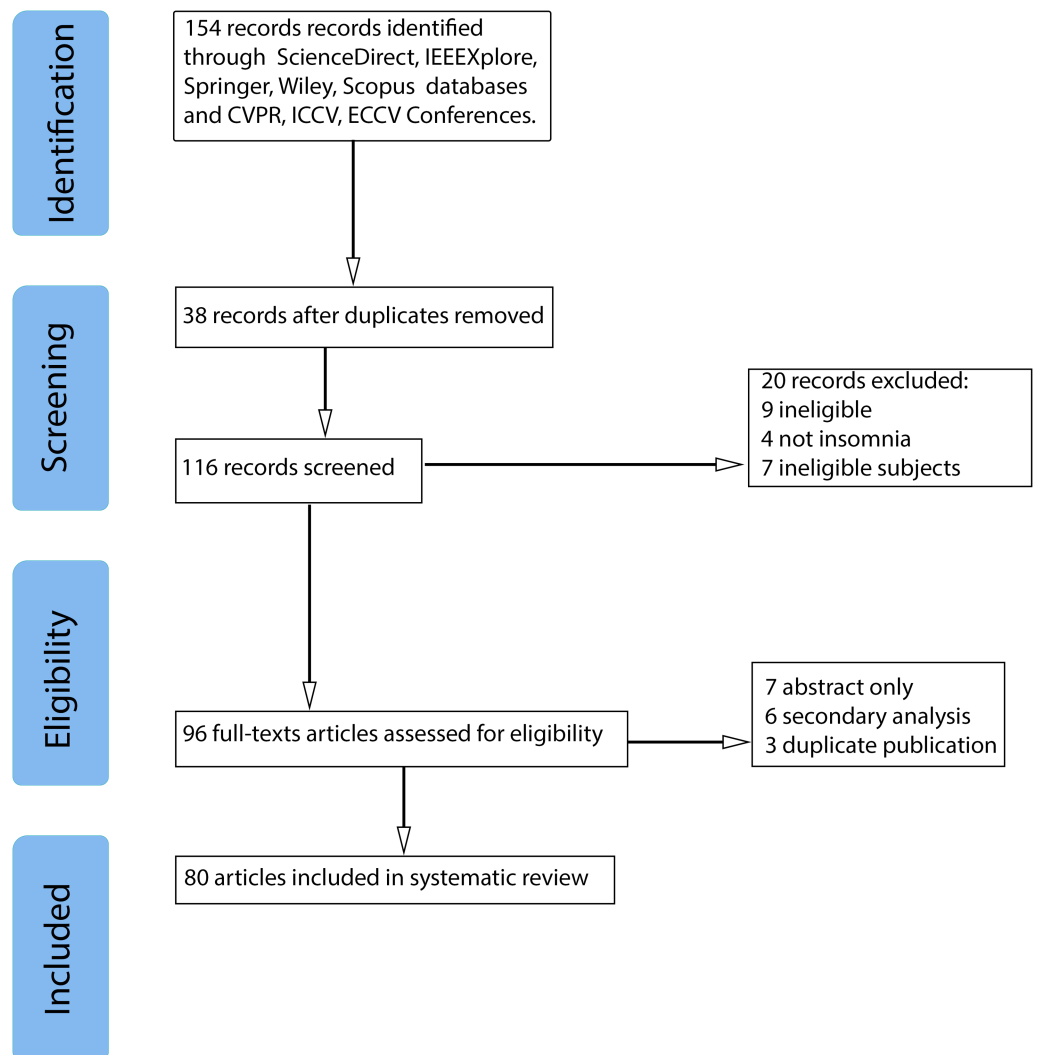 Identification
154 records records identified
through ScienceDirect, IEEEXplore,
Springer, Wiley, Scopus databases
and CVPR, ICCV, ECCV Conferences.
Screening
38 records after duplicates removed
116 records screened
20 records excluded:
9 ineligible
4 not insomnia
7 ineligible subjects
Eligibility
96 full-texts articles assessed for eligibility
7 abstract only
6 secondary analysis
3 duplicate publication
Included
80 articles included in systematic review